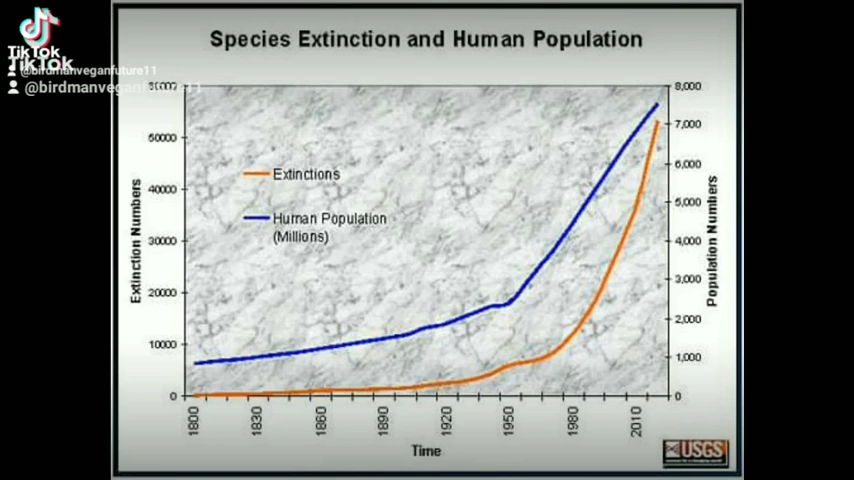 TikTok
TikTok
@birdmanveganfuture11
@birdmanveganfuture11
Species Extinction and Human Population
60000
50000
40000
30000
20000
10000
0
Extinction Numbers
Extinctions
Human Population
(Millions)
8,000
7,000
6,000
5,000
4,000
3,000
2,000
1,000
0
Population Numbers
1800
1830
1860
1890
1920
1950
1980
2010
Time
USGS